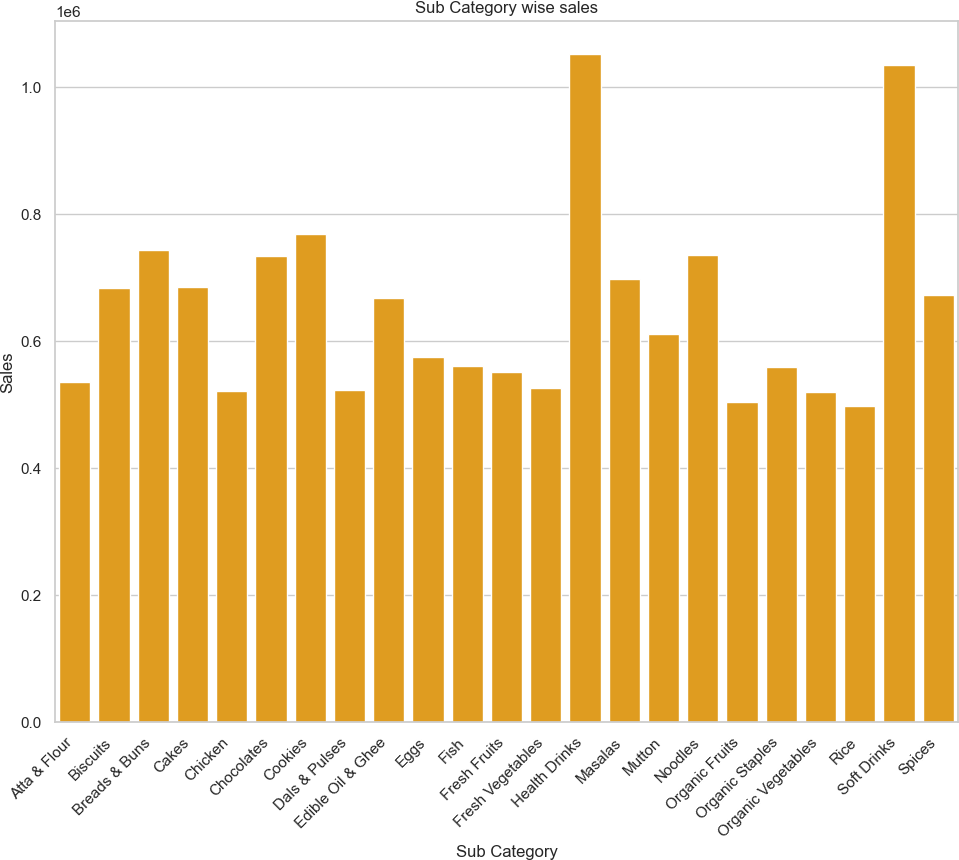 Sub Category wise sales
1e6
1.0
0.8
0.6
0.4
0.2
0.0
Sales
Atta & Flour
Biscuits
Breads & Buns
Cakes
Chicken
Chocolates
Cookies
Dals & Pulses
Edible Oil & Ghee
Eggs
Fish
Fresh Fruits
Fresh Vegetables
Health Drinks
Masalas
Mutton
Noodles
Organic Fruits
Organic Staples
Organic Vegetables
Rice
Soft Drinks
Spices
Sub Category